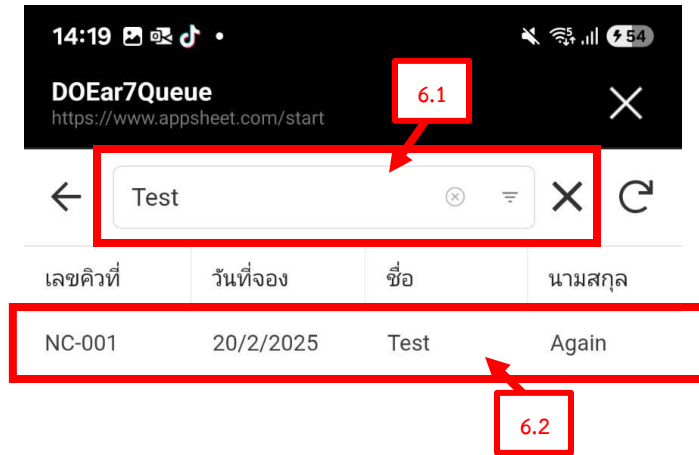 14:19 54
DOEar7Queue
https://www.appsheet.com/start
6.1
Test
เลขคิวที่ วันที่จอง ชื่อ นามสกุล
NC-001 20/2/2025 Test Again
6.2